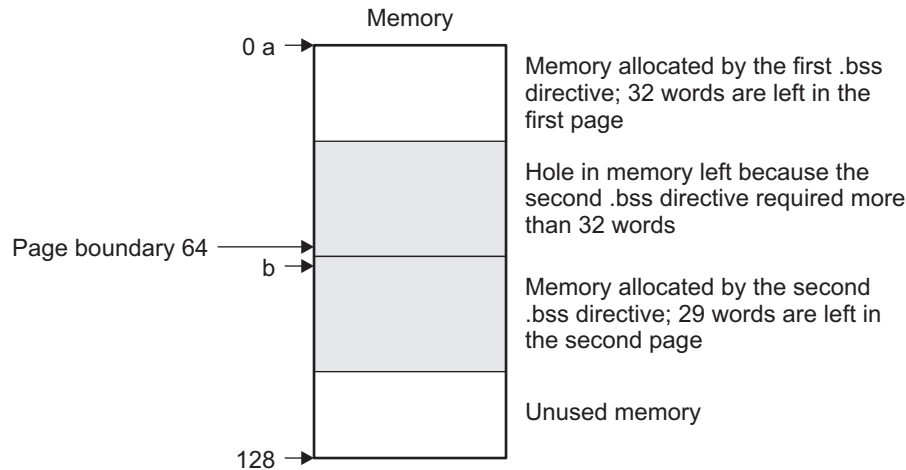 Memory
0 a
Memory allocated by the first .bss
directive; 32 words are left in the
first page
Hole in memory left because the
second .bss directive required more
than 32 words
Page boundary 64
b
Memory allocated by the second
.bss directive; 29 words are left in
the second page
Unused memory
128